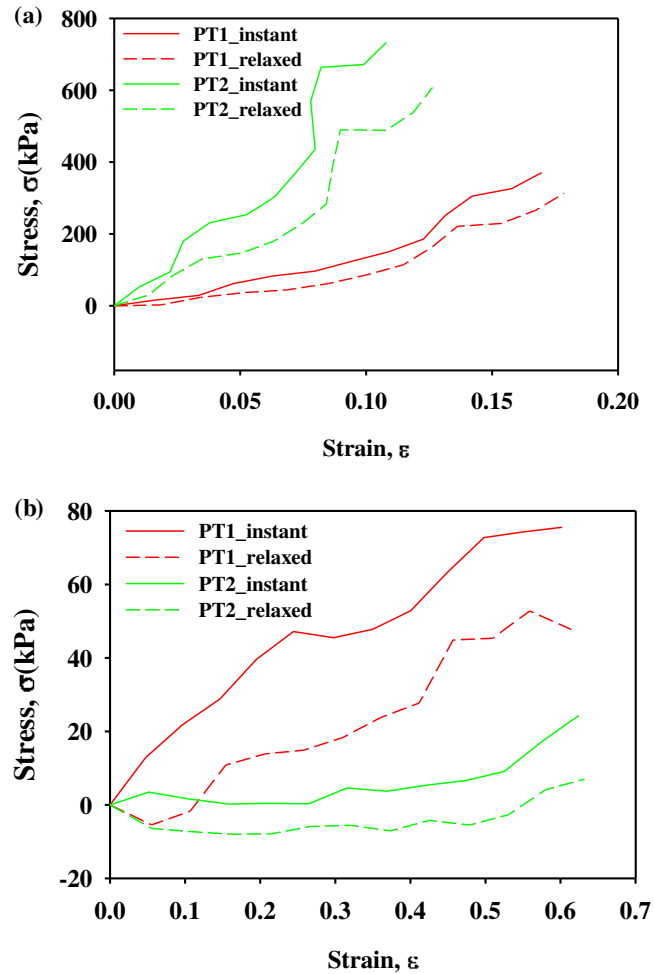 (a)
800
600
400
200
0
Stress, σ(kPa)
PT1_instant
PT1_relaxed
PT2_instant
PT2_relaxed
0.00 0.05 0.10 0.15 0.20
Strain, ε
(b)
80
60
40
20
0
-20
Stress, σ(kPa)
PT1_instant
PT1_relaxed
PT2_instant
PT2_relaxed
0.0 0.1 0.2 0.3 0.4 0.5 0.6 0.7
Strain, ε